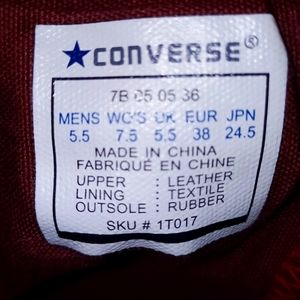 ★CONVERSE®
7B 05 05 36
MENS WO'S UK EUR JPN
5.5 7.5 5.5 38 24.5
MADE IN CHINA
FABRIQUÉ EN CHINE
UPPER : LEATHER
LINING : TEXTILE
OUTSOLE : RUBBER
SKU # 1T017